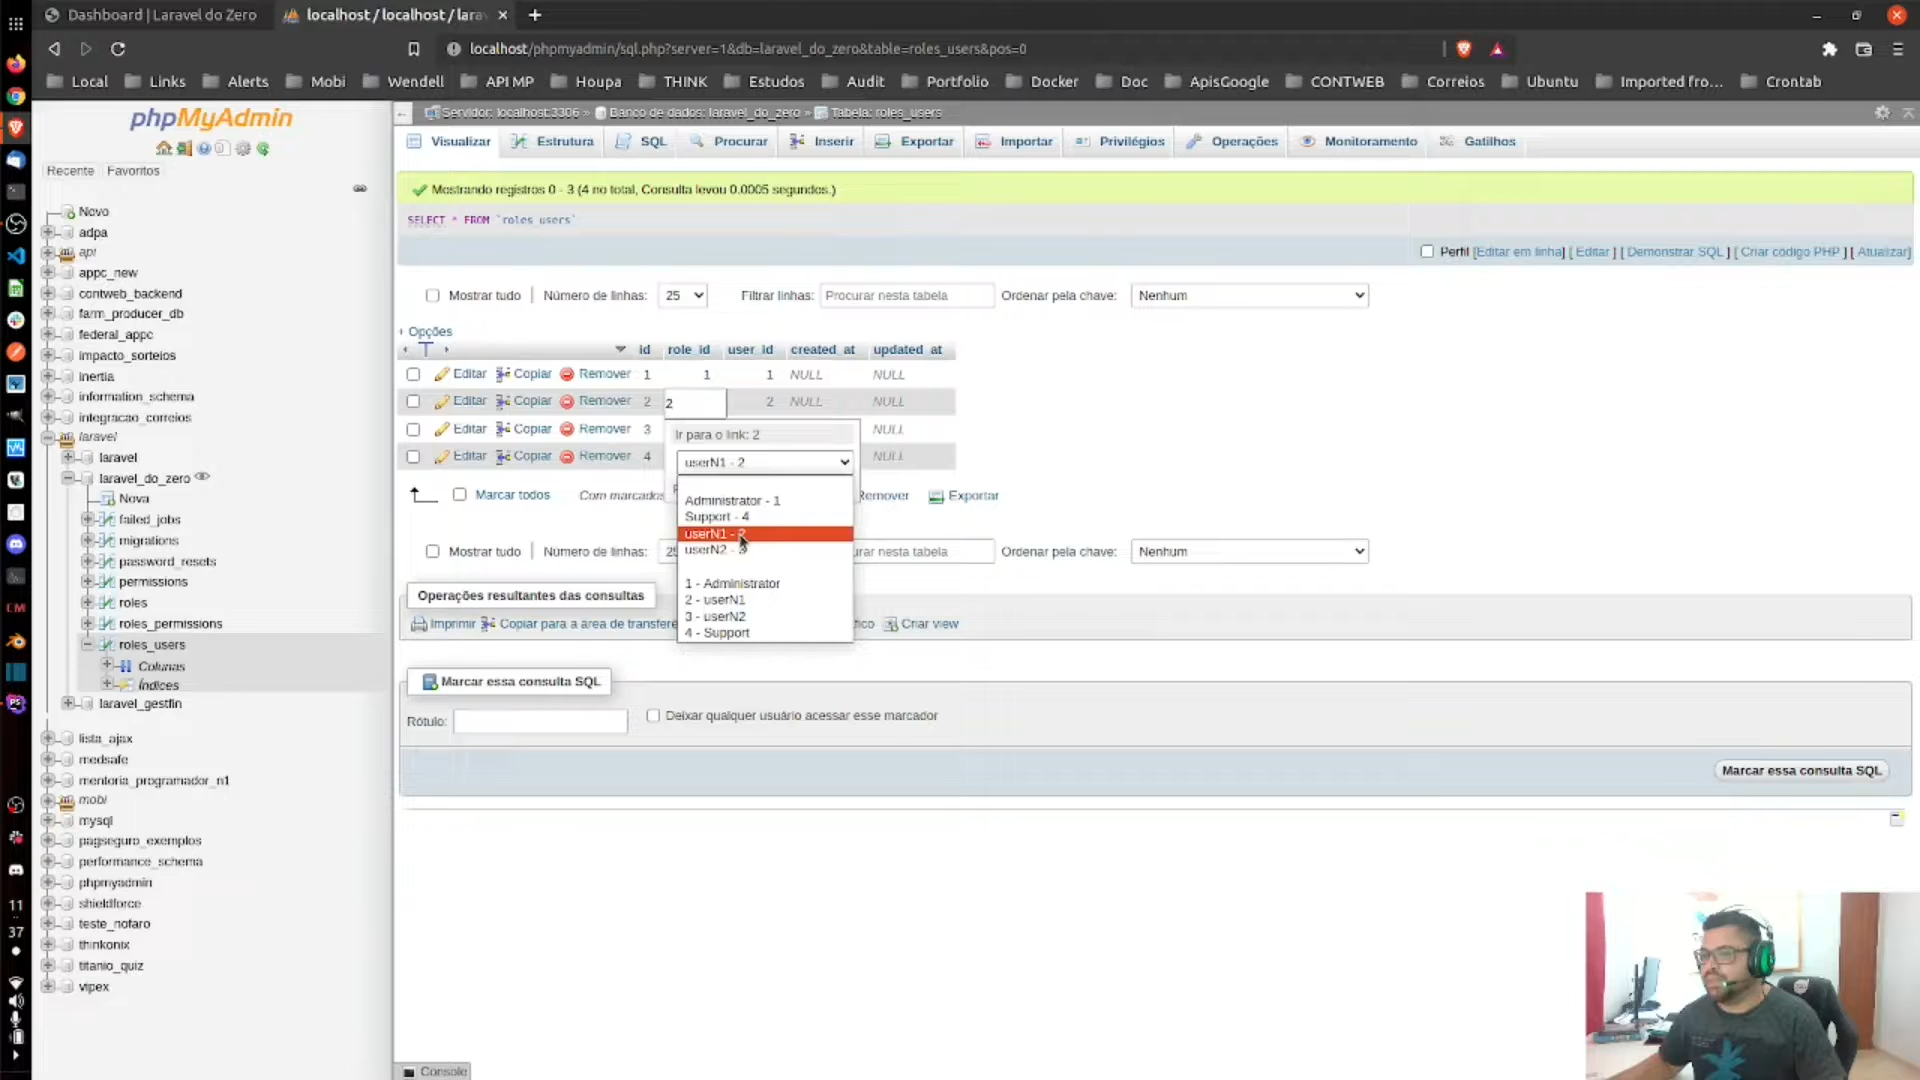 Dashboard | Laravel do Zero
localhost / localhost / lara
localhost/phpmyadmin/sql.php?server=1&db=laravel_do_zero&table=roles_users&pos=0
Local Links Alerts Mobi Wendell API MP Houpa THINK Estudos Audit Portfolio Docker Doc ApisGoogle CONTWEB Correios Ubuntu Imported fro... Crontab
phpMyAdmin
Recente Favoritos
Novo
adpa
api
appc_new
contweb_backend
farm_producer_db
federal_appc
impacto_sorteios
inertia
information_schema
integracao_correios
laravel
laravel
laravel_do_zero
Nova
failed_jobs
migrations
password_resets
permissions
roles
roles_permissions
roles_users
Colunas
Índices
laravel_gestfin
lista_ajax
medsafe
mentoria_programador_n1
mobi
mysql
pagseguro_exemplos
performance_schema
phpmyadmin
shieldforce
teste_nofaro
thinkonix
titanio_quiz
vipex
CM
PS
11
37
Servidor: localhost:3306 » Banco de dados: laravel_do_zero » Tabela: roles_users
Visualizar Estrutura SQL Procurar Inserir Exportar Importar Privilégios Operações Monitoramento Gatilhos
Mostrando registros 0 - 3 (4 no total, Consulta levou 0.0005 segundos.)
SELECT * FROM `roles_users`
Perfil [Editar em linha] [ Editar ] [ Demonstrar SQL ] [ Criar código PHP ] [ Atualizar]
Mostrar tudo | Número de linhas: 25 Filtrar linhas: Procurar nesta tabela Ordenar pela chave: Nenhum
+ Opções
id role_id user_id created_at updated_at
Editar Copiar Remover 1 1 1 NULL NULL
Editar Copiar Remover 2 2 2 NULL NULL
Editar Copiar Remover 3 NULL
Editar Copiar Remover 4 NULL
Ir para o link: 2
userN1 - 2
Administrator - 1
Support - 4
userN1 - 2
userN2 - 3
1 - Administrator
2 - userN1
3 - userN2
4 - Support
Marcar todos Com marcados Remover Exportar
Mostrar tudo | Número de linhas: 25 urar nesta tabela Ordenar pela chave: Nenhum
Operações resultantes das consultas
Imprimir Copiar para a área de transfere fico Criar view
Marcar essa consulta SQL
Rótulo: Deixar qualquer usuário acessar esse marcador
Marcar essa consulta SQL
Console